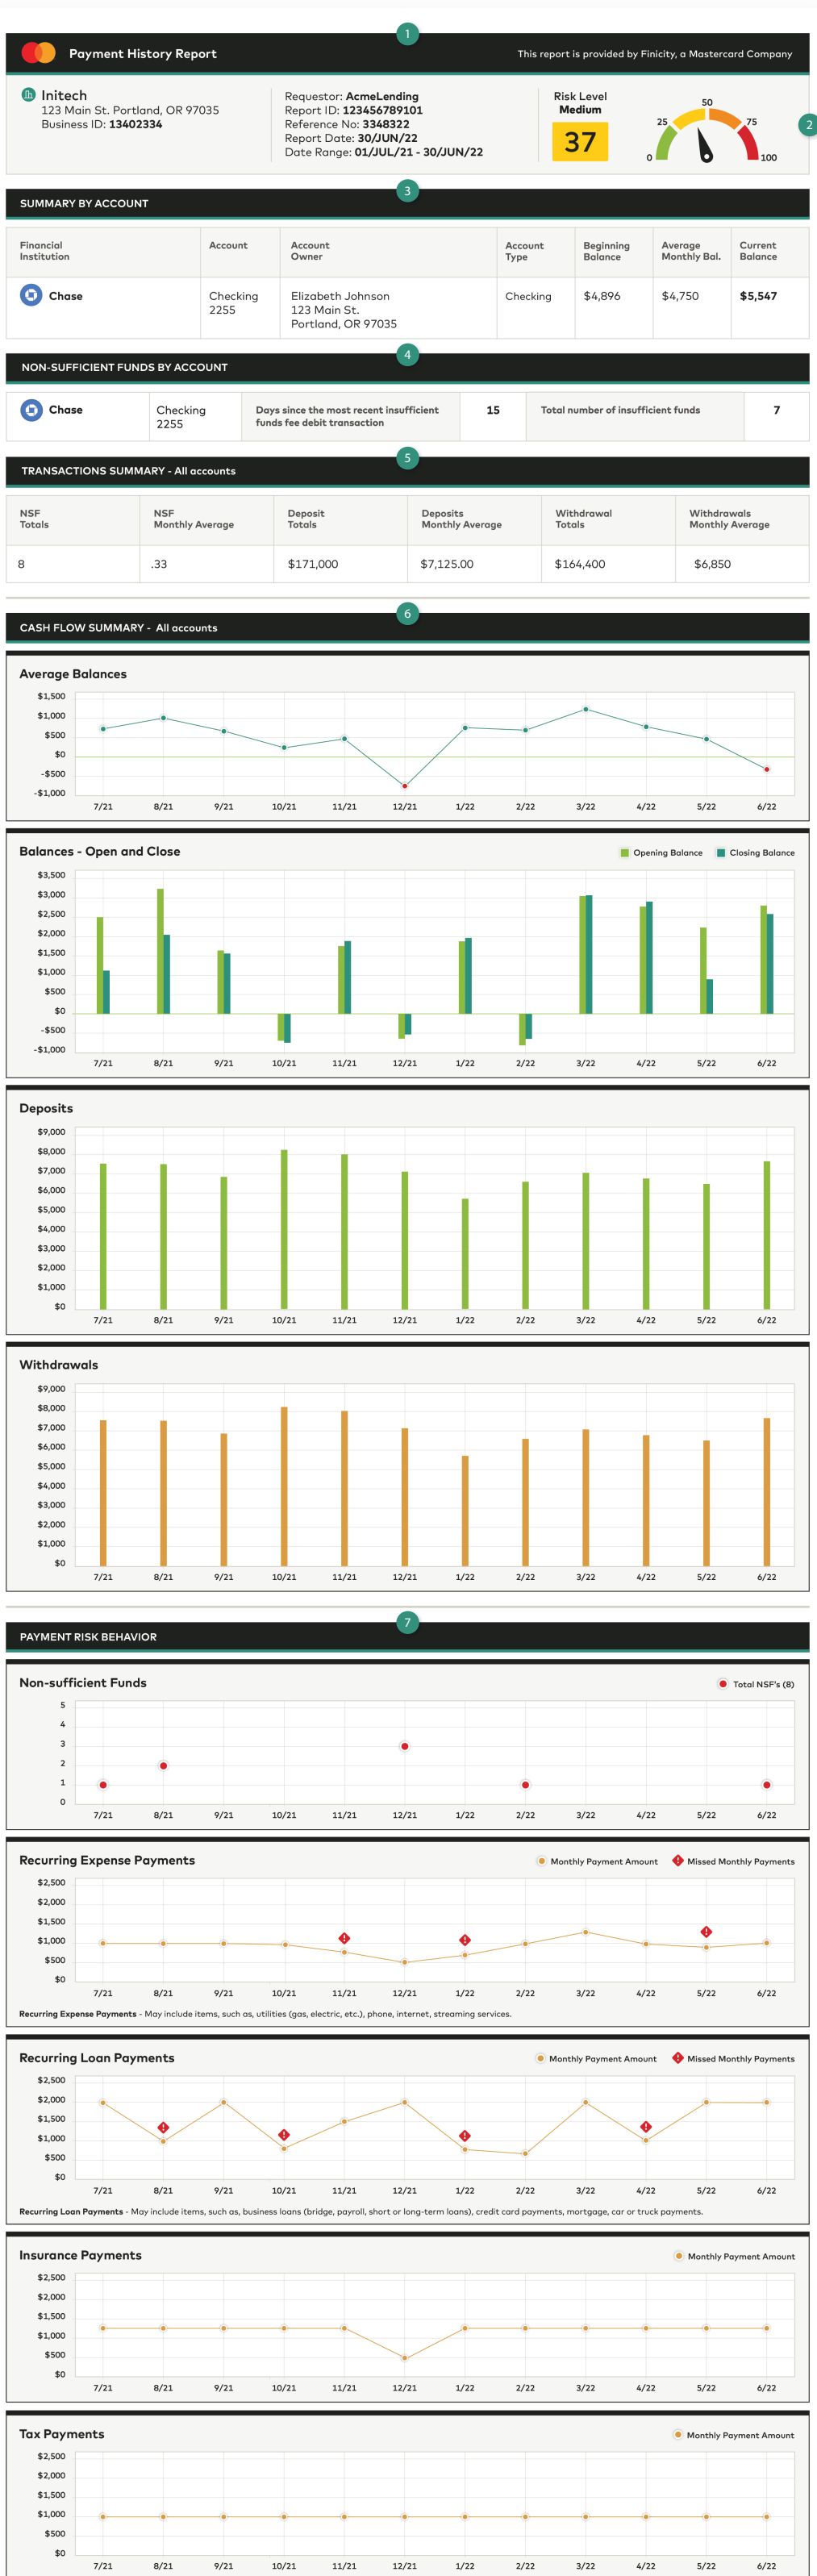 1
Payment History Report
This report is provided by Finicity, a Mastercard Company
Initech
123 Main St. Portland, OR 97035
Business ID: 13402334
Requestor: AcmeLending
Report ID: 123456789101
Reference No: 3348322
Report Date: 30/JUN/22
Date Range: 01/JUL/21 - 30/JUN/22
Risk Level
Medium
37
0
25
50
75
100
2
3
SUMMARY BY ACCOUNT
Financial Institution
Account
Account Owner
Account Type
Beginning Balance
Average Monthly Bal.
Current Balance
Chase
Checking 2255
Elizabeth Johnson
123 Main St.
Portland, OR 97035
Checking
$4,896
$4,750
$5,547
4
NON-SUFFICIENT FUNDS BY ACCOUNT
Chase
Checking
2255
Days since the most recent insufficient
funds fee debit transaction
15
Total number of insufficient funds
7
5
TRANSACTIONS SUMMARY - All accounts
NSF Totals
NSF Monthly Average
Deposit Totals
Deposits Monthly Average
Withdrawal Totals
Withdrawals Monthly Average
8
.33
$171,000
$7,125.00
$164,400
$6,850
6
CASH FLOW SUMMARY - All accounts
Average Balances
$1,500
$1,000
$500
$0
-$500
-$1,000
7/21 8/21 9/21 10/21 11/21 12/21 1/22 2/22 3/22 4/22 5/22 6/22
Balances - Open and Close
Opening Balance
Closing Balance
$3,500
$3,000
$2,500
$2,000
$1,500
$1,000
$500
$0
-$500
-$1,000
7/21 8/21 9/21 10/21 11/21 12/21 1/22 2/22 3/22 4/22 5/22 6/22
Deposits
$9,000
$8,000
$7,000
$6,000
$5,000
$4,000
$3,000
$2,000
$1,000
$0
7/21 8/21 9/21 10/21 11/21 12/21 1/22 2/22 3/22 4/22 5/22 6/22
Withdrawals
$9,000
$8,000
$7,000
$6,000
$5,000
$4,000
$3,000
$2,000
$1,000
$0
7/21 8/21 9/21 10/21 11/21 12/21 1/22 2/22 3/22 4/22 5/22 6/22
7
PAYMENT RISK BEHAVIOR
Non-sufficient Funds
Total NSF's (8)
5
4
3
2
1
0
7/21 8/21 9/21 10/21 11/21 12/21 1/22 2/22 3/22 4/22 5/22 6/22
Recurring Expense Payments
Monthly Payment Amount
Missed Monthly Payments
$2,500
$2,000
$1,500
$1,000
$500
$0
7/21 8/21 9/21 10/21 11/21 12/21 1/22 2/22 3/22 4/22 5/22 6/22
Recurring Expense Payments - May include items, such as, utilities (gas, electric, etc.), phone, internet, streaming services.
Recurring Loan Payments
Monthly Payment Amount
Missed Monthly Payments
$2,500
$2,000
$1,500
$1,000
$500
$0
7/21 8/21 9/21 10/21 11/21 12/21 1/22 2/22 3/22 4/22 5/22 6/22
Recurring Loan Payments - May include items, such as, business loans (bridge, payroll, short or long-term loans), credit card payments, mortgage, car or truck payments.
Insurance Payments
Monthly Payment Amount
$2,500
$2,000
$1,500
$1,000
$500
$0
7/21 8/21 9/21 10/21 11/21 12/21 1/22 2/22 3/22 4/22 5/22 6/22
Tax Payments
Monthly Payment Amount
$2,500
$2,000
$1,500
$1,000
$500
$0
7/21 8/21 9/21 10/21 11/21 12/21 1/22 2/22 3/22 4/22 5/22 6/22